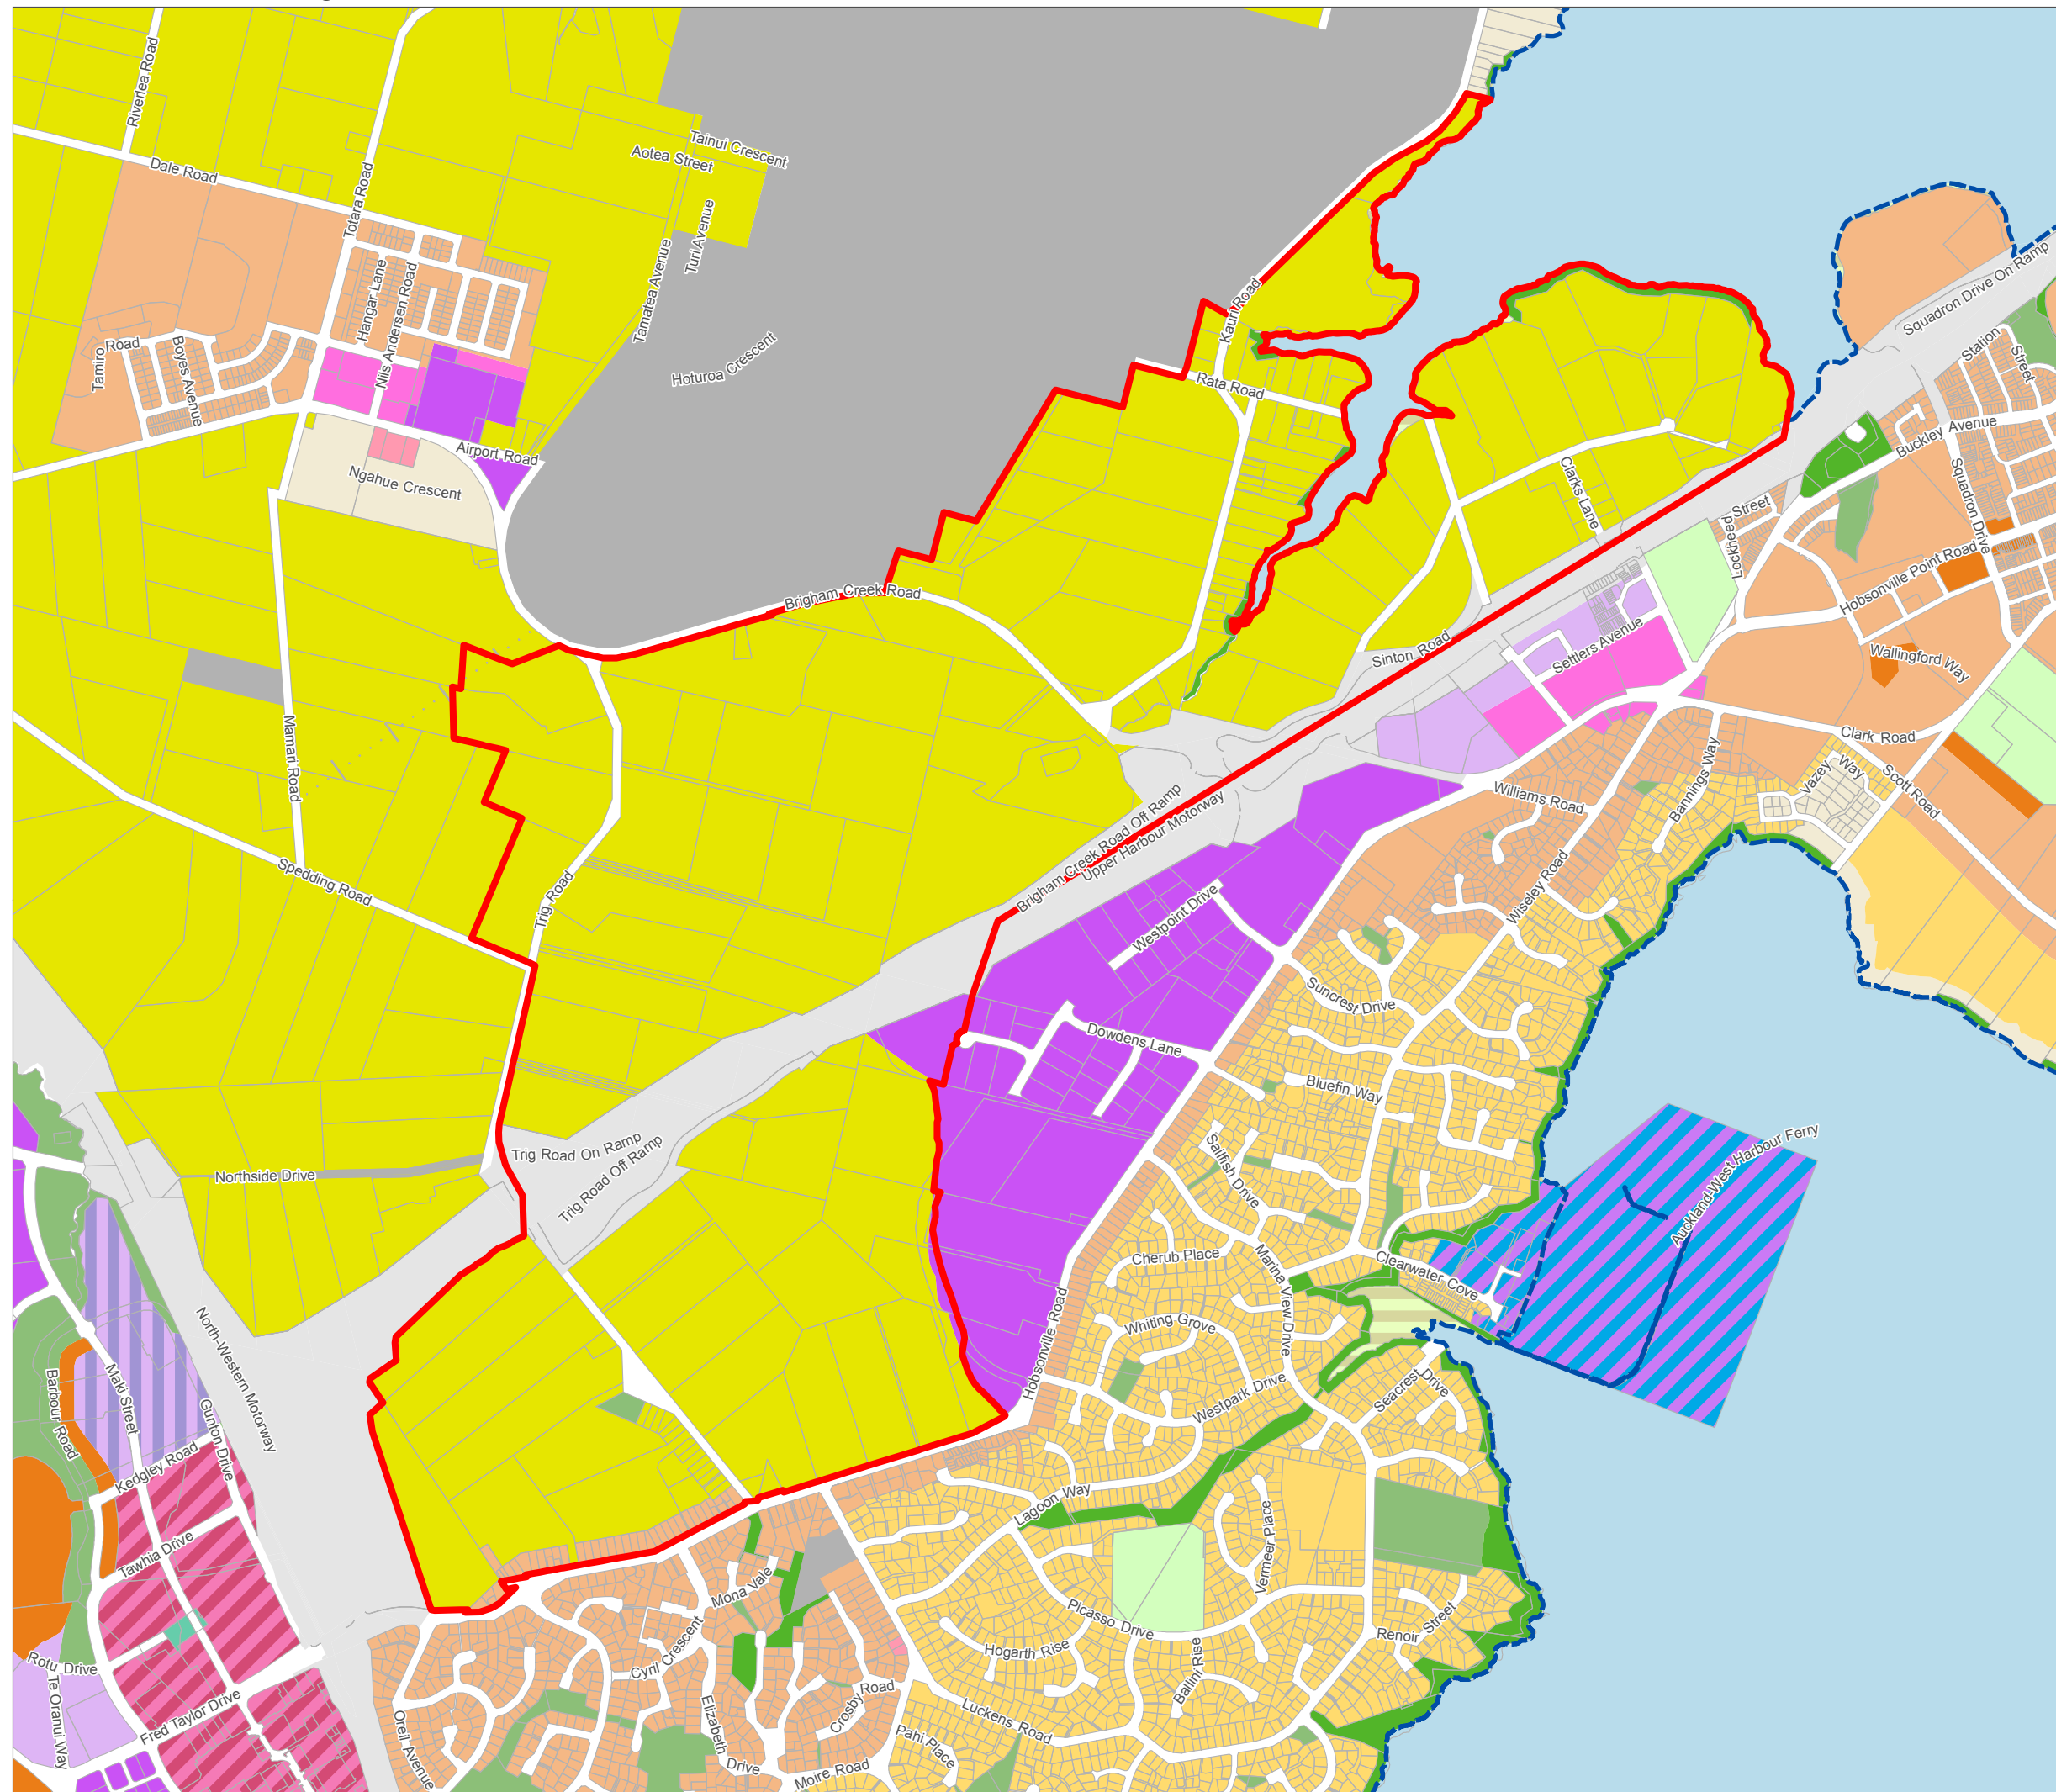 Riverlea Road
Dale Road
Totara Road
Tainui Crescent
Aotea Street
Turi Avenue
Tamatea Avenue
Hangar Lane
Nils Andersen Road
Tamiro
Road
Boyes Avenue
Hoturoa Crescent
Kauri Road
Rata Road
Squadron Drive On Ramp
Station
Street
Buckley Avenue
Airport Road
Ngahue Crescent
Clarks Lane
Street
Lockheed
Squadron Drive
Hobsonville Point Road
Brigham Creek Road
Sinton Road
Settlers Avenue
Wallingford Way
Mamari Road
Clark Road
Scott Road
Vazey
Way
Bannings Way
Williams Road
Brigham Creek Road Off Ramp
Upper Harbour Motorway
Spedding Road
Trig Road
Westpoint Drive
Wiseley Road
Suncrest Drive
Dowdens Lane
Bluefin Way
Trig Road On Ramp
Trig Road Off Ramp
Northside Drive
Sailfish Drive
Auckland-West Harbour Ferry
Cherub Place
Marina View Drive
Clearwater Cove
Hobsonville Road
Whiting Grove
Westpark Drive
Seacrest
Drive
North-Western Motorway
Maki Street
Barbour Road
Gunton Drive
Kedgley Road
Lagoon Way
Vermeer Place
Tawhia Drive
Mona Vale
Picasso Drive
Renoir Street
Hogarth Rise
Cyril Crescent
Ballini Rise
Rotu Drive
Te Oranui Way
Fred Taylor Drive
Oreil Avenue
Elizabeth
Drive
Crosby
Road
Luckens Road
Pahi Place
Moire Road